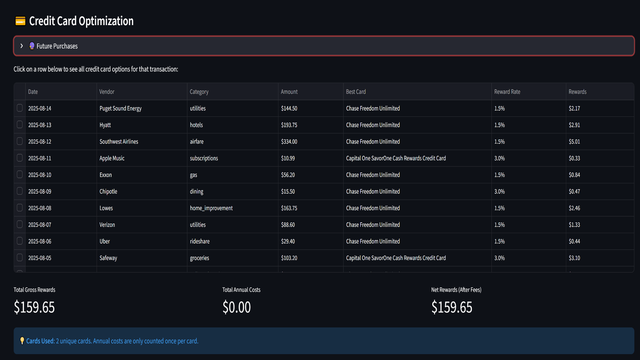 💳 Credit Card Optimization
> 🔮 Future Purchases
Click on a row below to see all credit card options for that transaction:
Date Vendor Category Amount Best Card Reward Rate Rewards
2025-08-14 Puget Sound Energy utilities $144.50 Chase Freedom Unlimited 1.5% $2.17
2025-08-13 Hyatt hotels $193.75 Chase Freedom Unlimited 1.5% $2.91
2025-08-12 Southwest Airlines airfare $334.00 Chase Freedom Unlimited 1.5% $5.01
2025-08-11 Apple Music subscriptions $10.99 Capital One SavorOne Cash Rewards Credit Card 3.0% $0.33
2025-08-10 Exxon gas $56.20 Chase Freedom Unlimited 1.5% $0.84
2025-08-09 Chipotle dining $15.50 Chase Freedom Unlimited 3.0% $0.47
2025-08-08 Lowes home_improvement $163.75 Chase Freedom Unlimited 1.5% $2.46
2025-08-07 Verizon utilities $88.60 Chase Freedom Unlimited 1.5% $1.33
2025-08-06 Uber rideshare $29.40 Chase Freedom Unlimited 1.5% $0.44
2025-08-05 Safeway groceries $103.20 Capital One SavorOne Cash Rewards Credit Card 3.0% $3.10
Total Gross Rewards Total Annual Costs Net Rewards (After Fees)
$159.65 $0.00 $159.65
💡 Cards Used: 2 unique cards. Annual costs are only counted once per card.